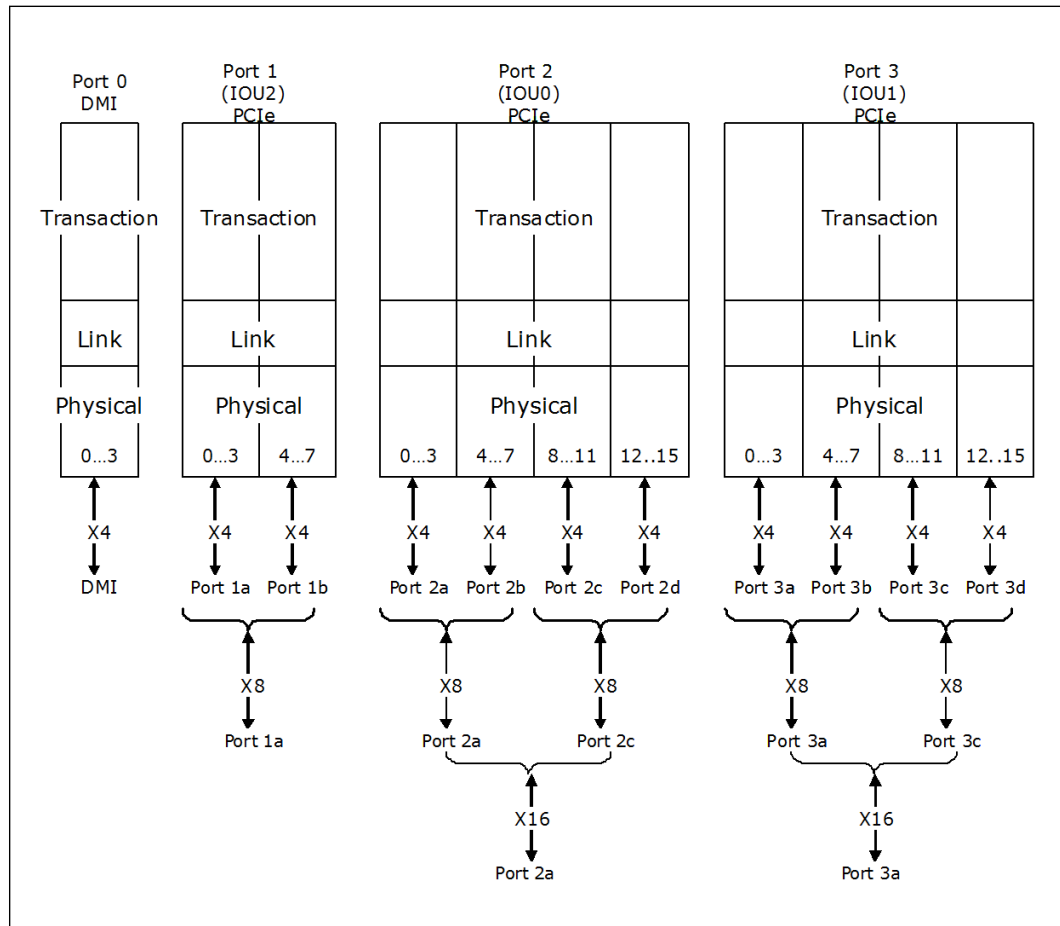 Port 0
DMI
Port 1
(IOU2)
PCIe
Port 2
(IOU0)
PCIe
Port 3
(IOU1)
PCIe
Transaction Transaction Transaction Transaction
Link Link Link Link
Physical Physical Physical Physical
0...3 0...3 4...7 0...3 4...7 8...11 12..15 0...3 4...7 8...11 12..15
X4 X4 X4 X4 X4 X4 X4 X4 X4 X4 X4
DMI Port 1a Port 1b Port 2a Port 2b Port 2c Port 2d Port 3a Port 3b Port 3c Port 3d
X8 X8 X8 X8 X8
Port 1a Port 2a Port 2c Port 3a Port 3c
X16 X16
Port 2a Port 3a